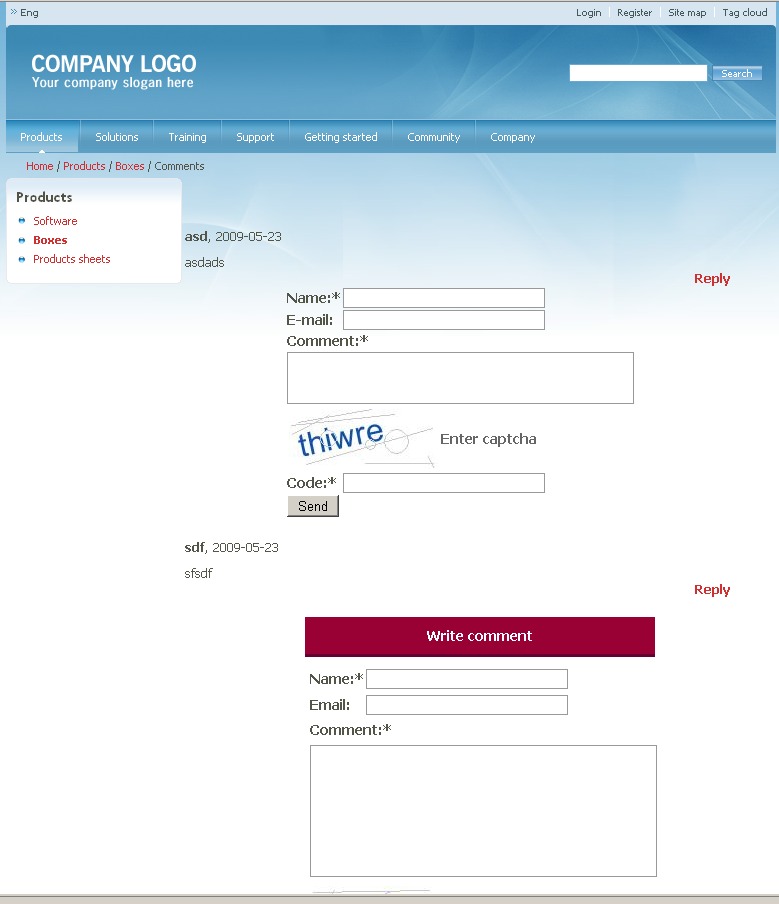 » Eng
Login Register Site map Tag cloud
COMPANY LOGO
Your company slogan here
Search
Products Solutions Training Support Getting started Community Company
Home / Products / Boxes / Comments
Products
Software
Boxes
Products sheets
asd, 2009-05-23
asdads
Reply
Name:*
E-mail:
Comment:*
thiwre
Enter captcha
Code:*
Send
sdf, 2009-05-23
sfsdf
Reply
Write comment
Name:*
Email:
Comment:*